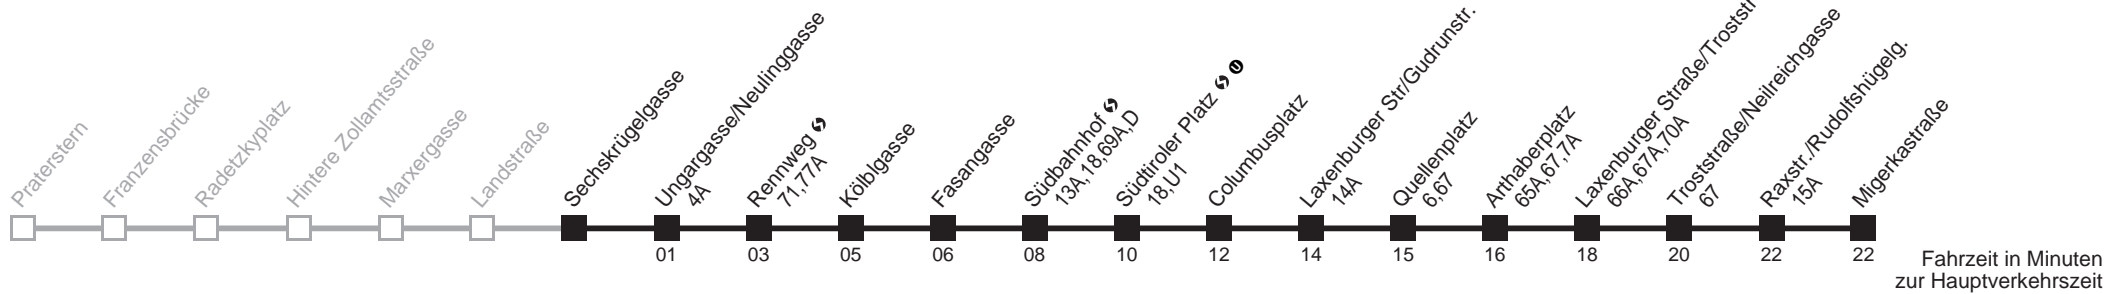 Praterstern
Franzensbrücke
Radetzkyplatz
Hintere Zollamtsstraße
Marxergasse
Landstraße
Sechskrügelgasse
Ungargasse/Neulinggasse
4A
Rennweg
71,77A
Kölblgasse
Fasangasse
Südbahnhof
13A,18,69A,D
Südtiroler Platz U
18,U1
Columbusplatz
Laxenburger Str/Gudrunstr.
14A
Quellenplatz
6,67
Arthaberplatz
65A,67,7A
Laxenburger Straße/Troststr
66A,67A,70A
Troststraße/Neilreichgasse
67
Raxstr./Rudolfshügelg.
15A
Migerkastraße
01 03 05 06 08 10 12 14 15 16 18 20 22 22
Fahrzeit in Minuten
zur Hauptverkehrszeit